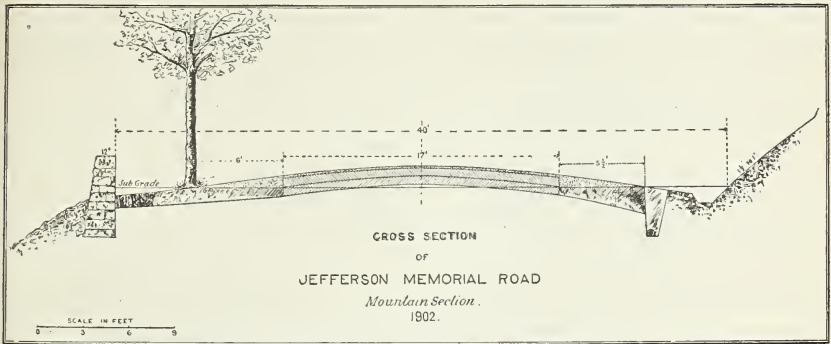 40'
12"
6'
17'
5½'
Sub Grade
CROSS SECTION
OF
JEFFERSON MEMORIAL ROAD
Mountain Section.
1902.
SCALE IN FEET
0 3 6 9